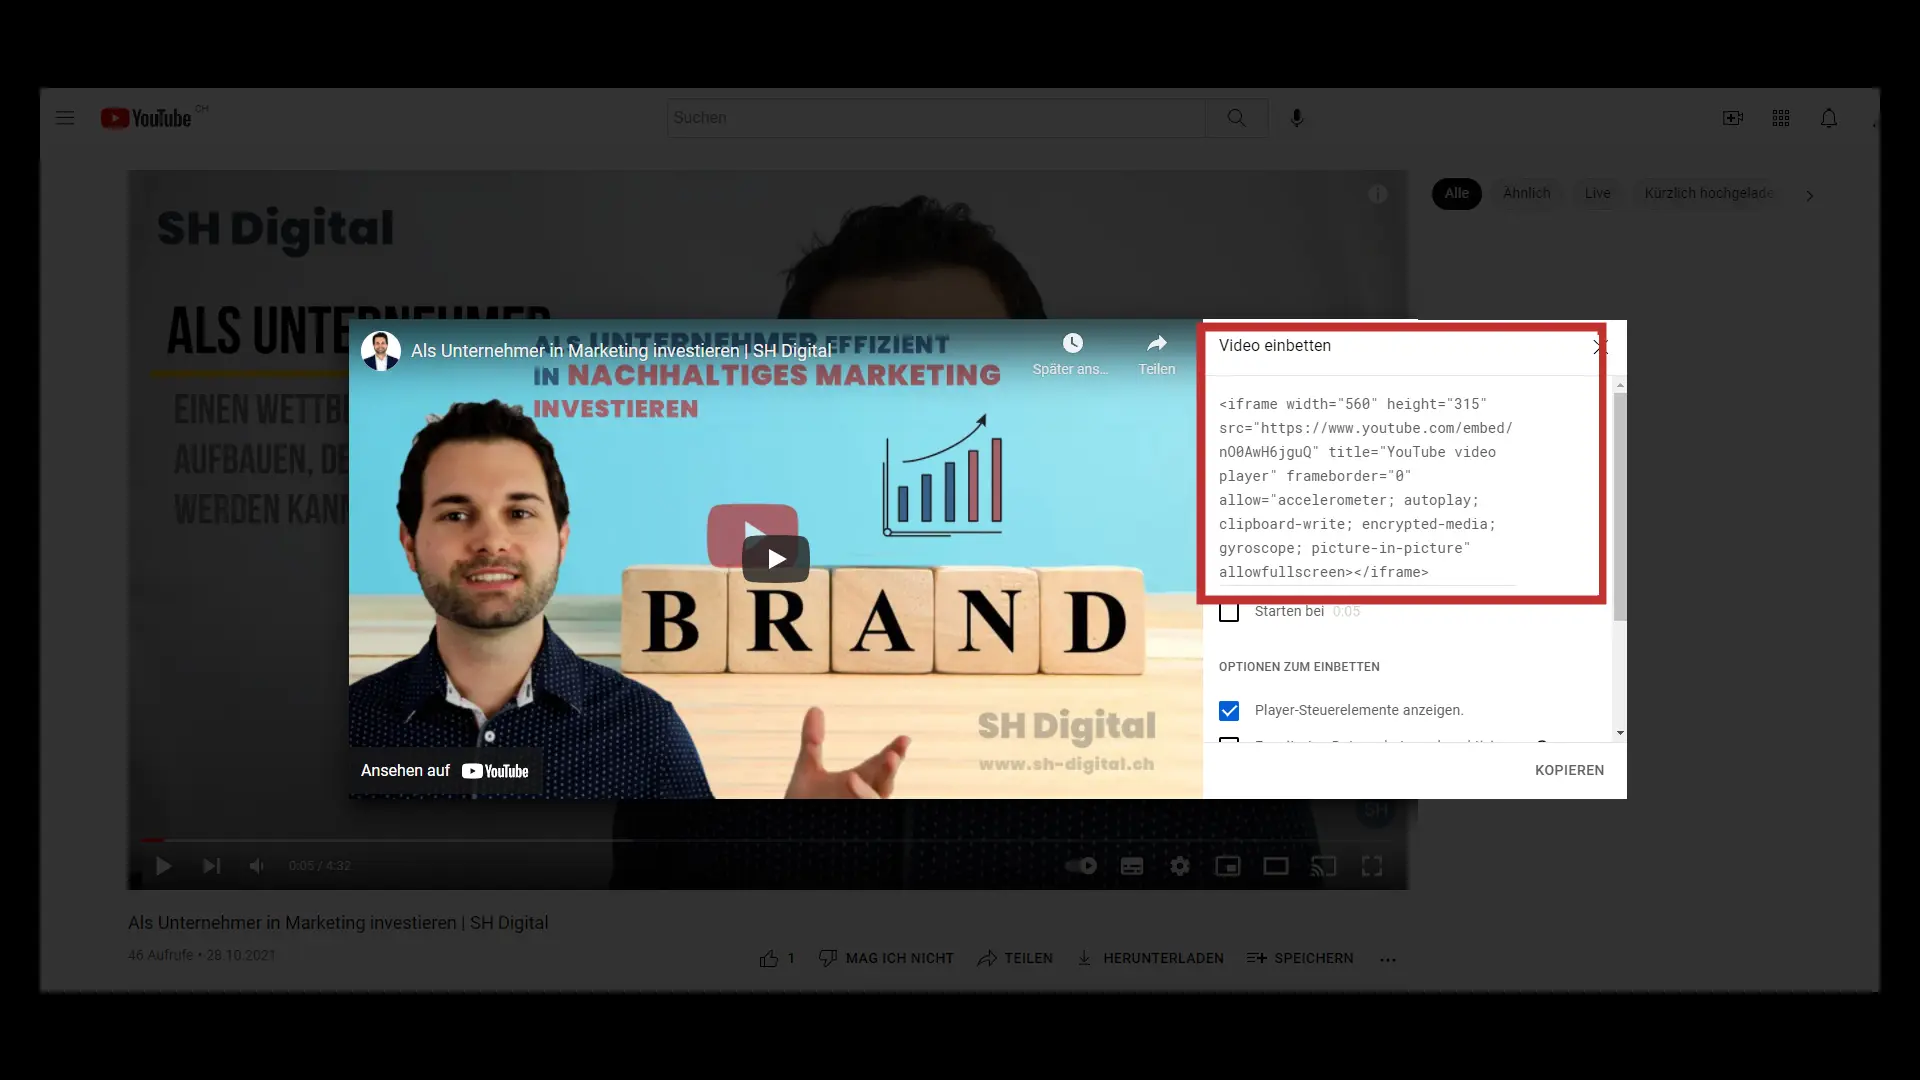 YouTube CH
Suchen
Alle
Ähnlich
Live
Kürzlich hochgelade
SH Digital
ALS UNTERNEHMER
EINEN WETTB
AUFBAUEN, DE
WERDEN KANN
ALS UNTERNEHMER EFFIZIENT
IN NACHHALTIGES MARKETING
INVESTIEREN
Als Unternehmer in Marketing investieren | SH Digital
Später ans...
Teilen
BRAND
SH Digital
www.sh-digital.ch
Ansehen auf YouTube
Video einbetten
<iframe width="560" height="315"
src="https://www.youtube.com/embed/
nO0AwH6jguQ" title="YouTube video
player" frameborder="0"
allow="accelerometer; autoplay;
clipboard-write; encrypted-media;
gyroscope; picture-in-picture"
allowfullscreen></iframe>
Starten bei 0:05
OPTIONEN ZUM EINBETTEN
Player-Steuerelemente anzeigen.
KOPIEREN
SH
0:05 / 4:32
Als Unternehmer in Marketing investieren | SH Digital
46 Aufrufe • 28.10.2021
1
MAG ICH NICHT
TEILEN
HERUNTERLADEN
SPEICHERN